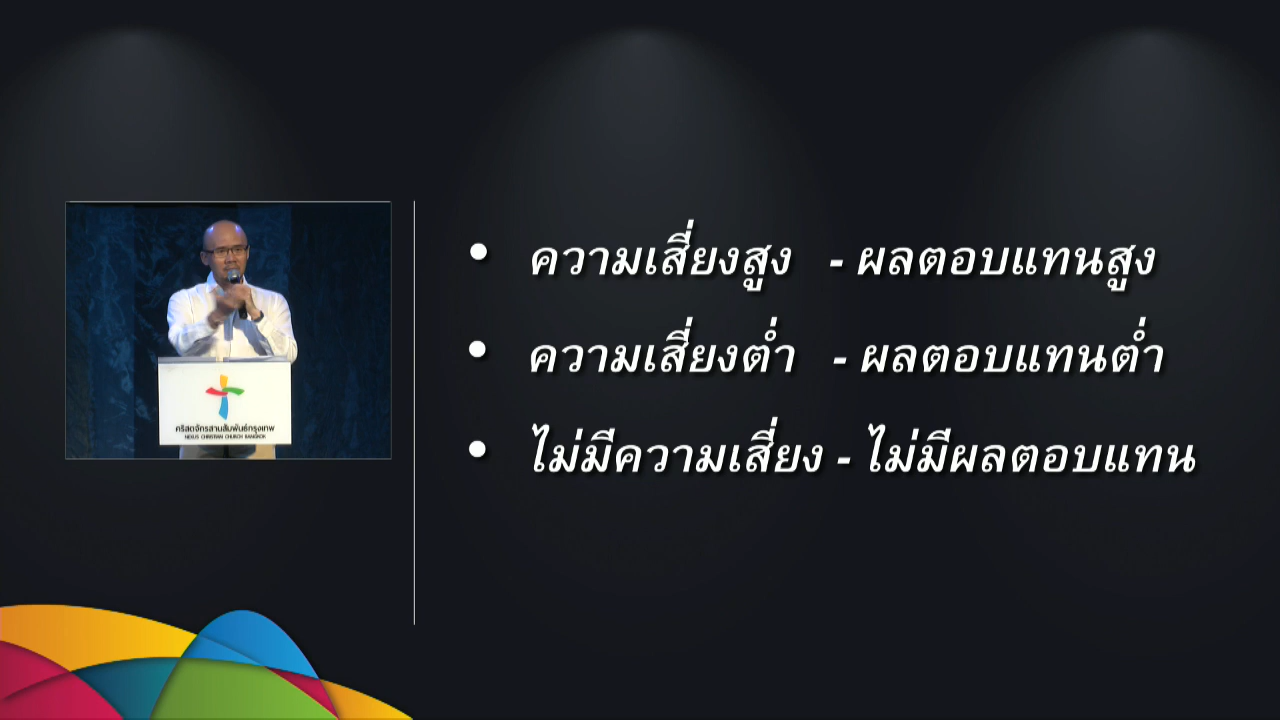 คริสตจักรสานสัมพันธ์กรุงเทพ
NEXUS CHRISTIAN CHURCH BANGKOK
• ความเสี่ยงสูง - ผลตอบแทนสูง
• ความเสี่ยงต่ำ - ผลตอบแทนต่ำ
• ไม่มีความเสี่ยง - ไม่มีผลตอบแทน